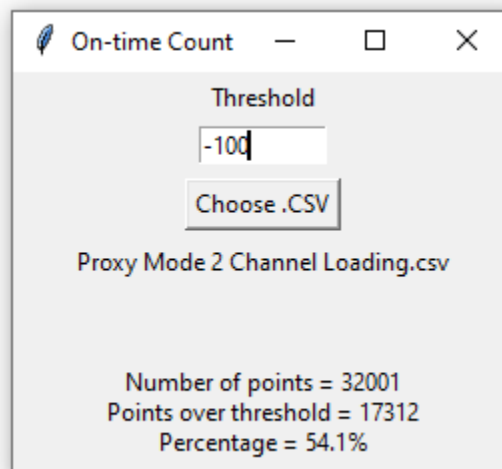 On-time Count
Threshold
-100
Choose .CSV
Proxy Mode 2 Channel Loading.csv
Number of points = 32001
Points over threshold = 17312
Percentage = 54.1%